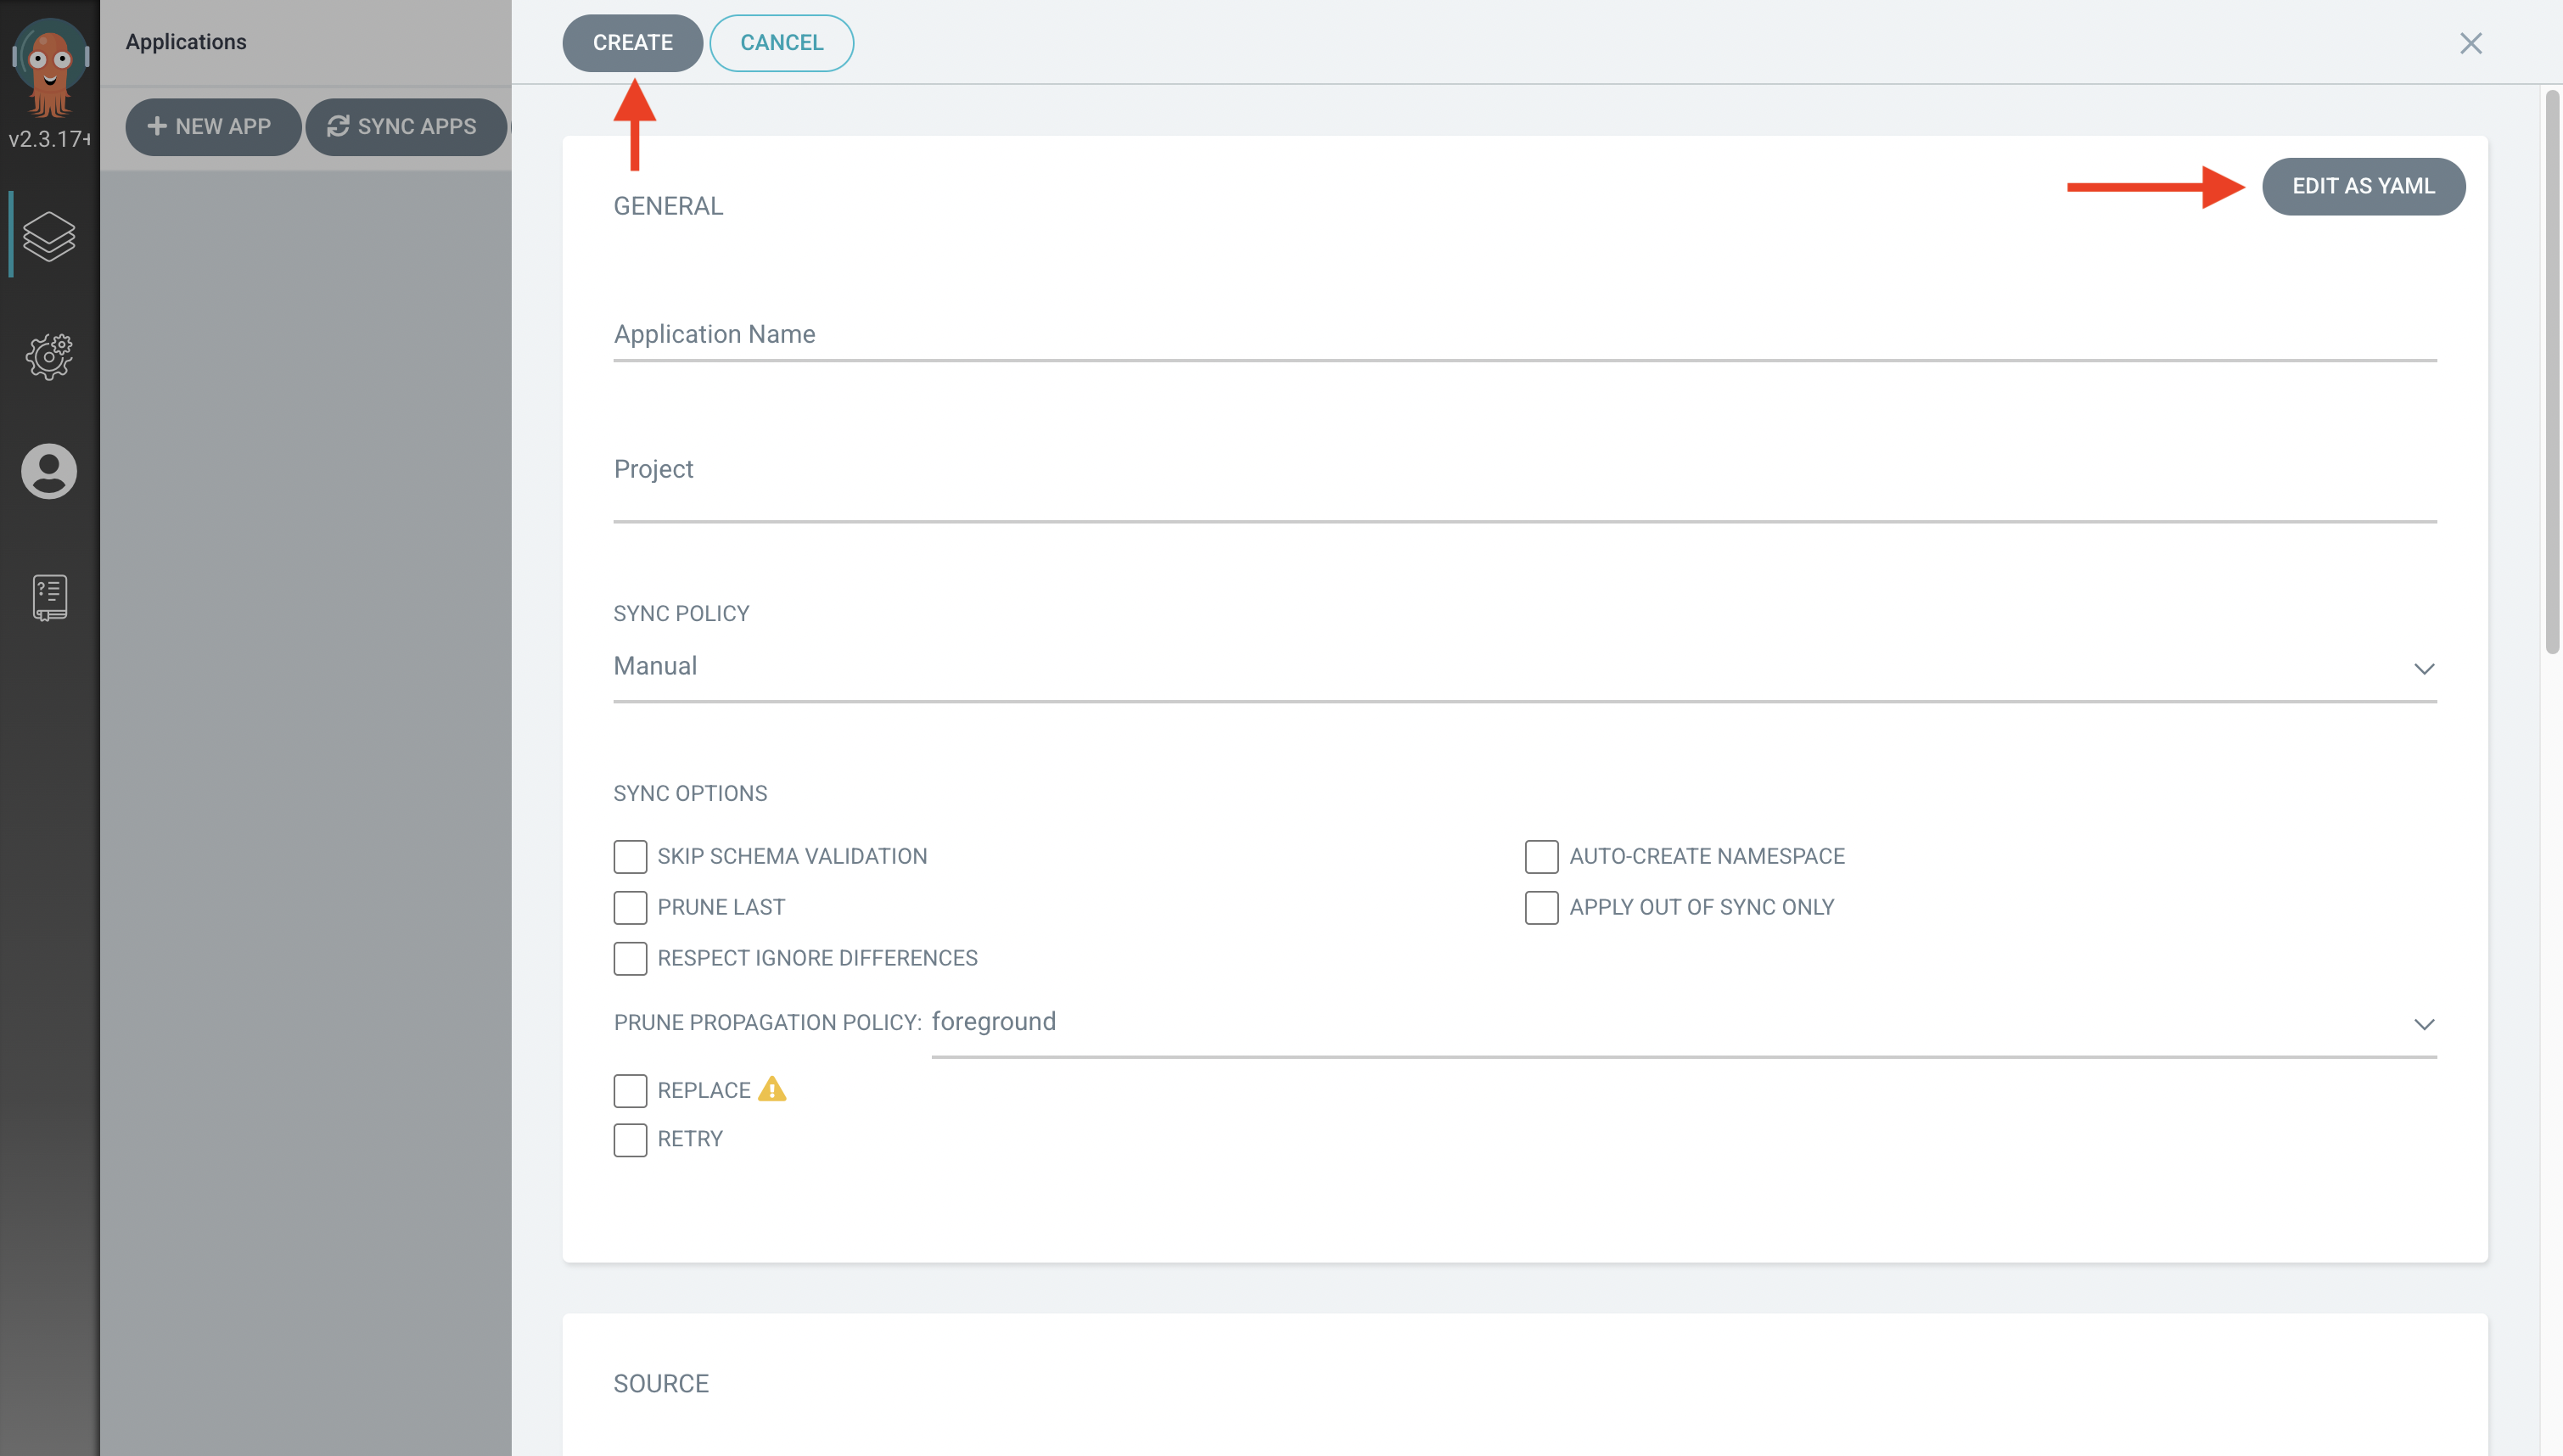 Applications
CREATE
CANCEL
v2.3.17+
NEW APP
SYNC APPS
GENERAL
EDIT AS YAML
Application Name
Project
SYNC POLICY
Manual
SYNC OPTIONS
SKIP SCHEMA VALIDATION
AUTO-CREATE NAMESPACE
PRUNE LAST
APPLY OUT OF SYNC ONLY
RESPECT IGNORE DIFFERENCES
PRUNE PROPAGATION POLICY: foreground
REPLACE
RETRY
SOURCE